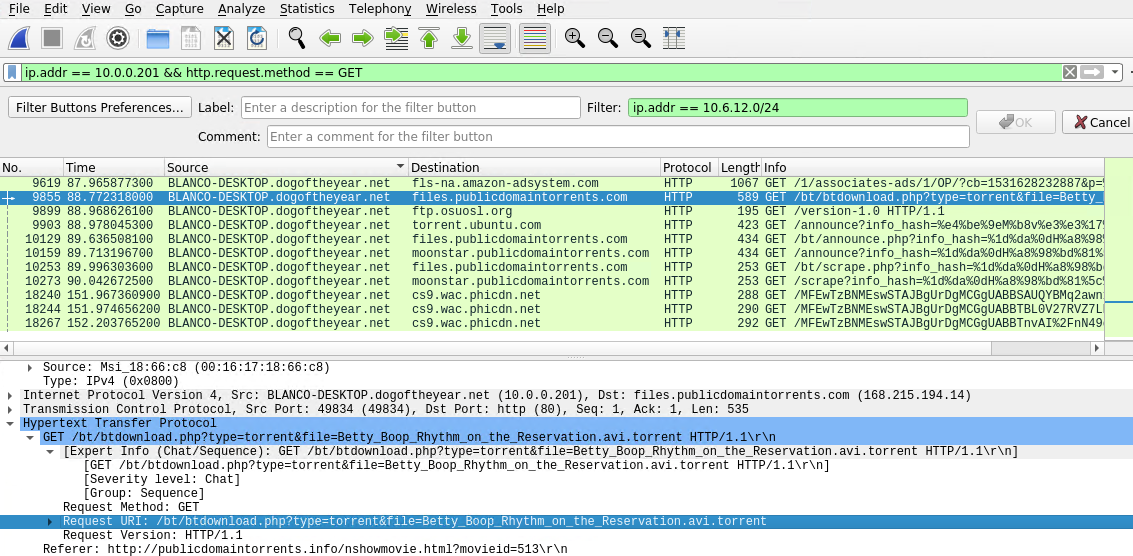 File Edit View Go Capture Analyze Statistics Telephony Wireless Tools Help
ip.addr == 10.0.0.201 && http.request.method == GET
Filter Buttons Preferences... Label: Enter a description for the filter button Filter: ip.addr == 10.6.12.0/24 OK Cancel
Comment: Enter a comment for the filter button
No. Time Source Destination Protocol Length Info
9619 87.965877300 BLANCO-DESKTOP.dogoftheyear.net fls-na.amazon-adsystem.com HTTP 1067 GET /1/associates-ads/1/OP/?cb=1531628232887&p=
9855 88.772318000 BLANCO-DESKTOP.dogoftheyear.net files.publicdomaintorrents.com HTTP 589 GET /bt/btdownload.php?type=torrent&file=Betty_
9899 88.968626100 BLANCO-DESKTOP.dogoftheyear.net ftp.osuosl.org HTTP 195 GET /version-1.0 HTTP/1.1
9903 88.978045300 BLANCO-DESKTOP.dogoftheyear.net torrent.ubuntu.com HTTP 423 GET /announce?info_hash=%e4%be%9eM%b8v%e3%e3%17
10129 89.636508100 BLANCO-DESKTOP.dogoftheyear.net files.publicdomaintorrents.com HTTP 434 GET /bt/announce.php?info_hash=%1d%da%0dH%a8%98
10159 89.713196700 BLANCO-DESKTOP.dogoftheyear.net moonstar.publicdomaintorrents.com HTTP 434 GET /announce?info_hash=%1d%da%0dH%a8%98%bd%81%
10253 89.996303600 BLANCO-DESKTOP.dogoftheyear.net files.publicdomaintorrents.com HTTP 253 GET /bt/scrape.php?info_hash=%1d%da%0dH%a8%98%b
10273 90.042672500 BLANCO-DESKTOP.dogoftheyear.net moonstar.publicdomaintorrents.com HTTP 253 GET /scrape?info_hash=%1d%da%0dH%a8%98%bd%81%5c
18240 151.967360900 BLANCO-DESKTOP.dogoftheyear.net cs9.wac.phicdn.net HTTP 288 GET /MFEwTzBNMEswSTAJBgUrDgMCGgUABBSAUQYBMq2awn
18244 151.974656200 BLANCO-DESKTOP.dogoftheyear.net cs9.wac.phicdn.net HTTP 290 GET /MFEwTzBNMEswSTAJBgUrDgMCGgUABBTBL0V27RVZ7L
18267 152.203765200 BLANCO-DESKTOP.dogoftheyear.net cs9.wac.phicdn.net HTTP 292 GET /MFEwTzBNMEswSTAJBgUrDgMCGgUABBTnvAI%2FnN49
Source: Msi_18:66:c8 (00:16:17:18:66:c8)
Type: IPv4 (0x0800)
Internet Protocol Version 4, Src: BLANCO-DESKTOP.dogoftheyear.net (10.0.0.201), Dst: files.publicdomaintorrents.com (168.215.194.14)
Transmission Control Protocol, Src Port: 49834 (49834), Dst Port: http (80), Seq: 1, Ack: 1, Len: 535
Hypertext Transfer Protocol
GET /bt/btdownload.php?type=torrent&file=Betty_Boop_Rhythm_on_the_Reservation.avi.torrent HTTP/1.1\r\n
[Expert Info (Chat/Sequence): GET /bt/btdownload.php?type=torrent&file=Betty_Boop_Rhythm_on_the_Reservation.avi.torrent HTTP/1.1\r\n]
[GET /bt/btdownload.php?type=torrent&file=Betty_Boop_Rhythm_on_the_Reservation.avi.torrent HTTP/1.1\r\n]
[Severity level: Chat]
[Group: Sequence]
Request Method: GET
Request URI: /bt/btdownload.php?type=torrent&file=Betty_Boop_Rhythm_on_the_Reservation.avi.torrent
Request Version: HTTP/1.1
Referer: http://publicdomaintorrents.info/nshowmovie.html?movieid=513\r\n